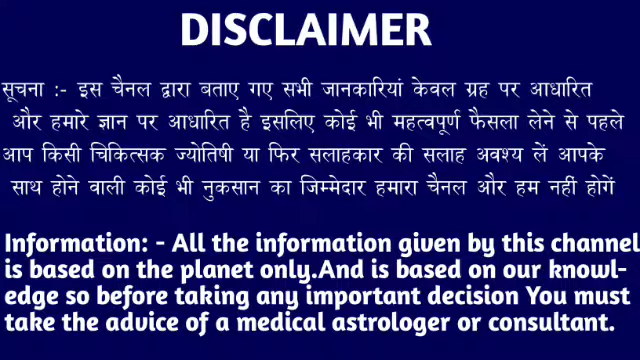 DISCLAIMER
सूचना :- इस चैनल द्वारा बताए गए सभी जानकारियां केवल ग्रह पर आधारित
और हमारे ज्ञान पर आधारित है इसलिए कोई भी महत्वपूर्ण फैसला लेने से पहले
आप किसी चिकित्सक ज्योतिषी या फिर सलाहकार की सलाह अवश्य लें आपके
साथ होने वाली कोई भी नुकसान का जिम्मेदार हमारा चैनल और हम नहीं होगें
Information: - All the information given by this channel
is based on the planet only.And is based on our knowl-
edge so before taking any important decision You must
take the advice of a medical astrologer or consultant.